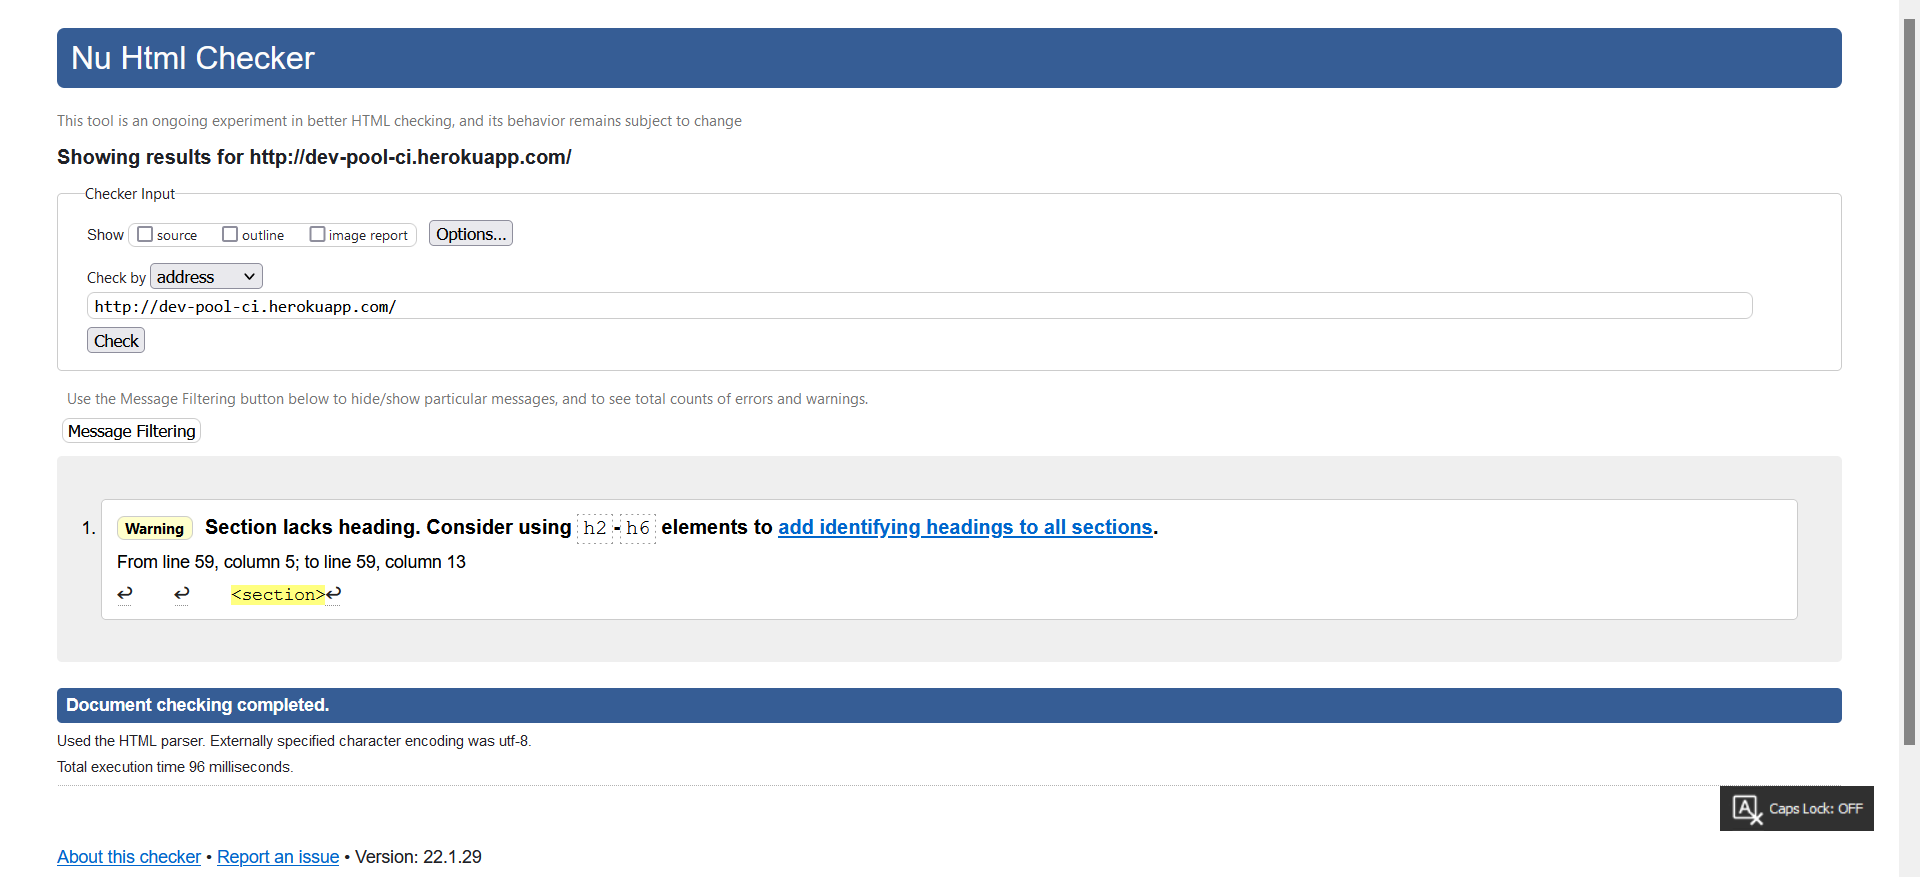 Nu Html Checker
This tool is an ongoing experiment in better HTML checking, and its behavior remains subject to change
Showing results for http://dev-pool-ci.herokuapp.com/
Checker Input
Show source outline image report Options...
Check by address
http://dev-pool-ci.herokuapp.com/
Check
Use the Message Filtering button below to hide/show particular messages, and to see total counts of errors and warnings.
Message Filtering
1. Warning Section lacks heading. Consider using h2-h6 elements to add identifying headings to all sections.
From line 59, column 5; to line 59, column 13
↩ ↩ <section>↩
Document checking completed.
Used the HTML parser. Externally specified character encoding was utf-8.
Total execution time 96 milliseconds.
A Caps Lock: OFF
About this checker • Report an issue • Version: 22.1.29